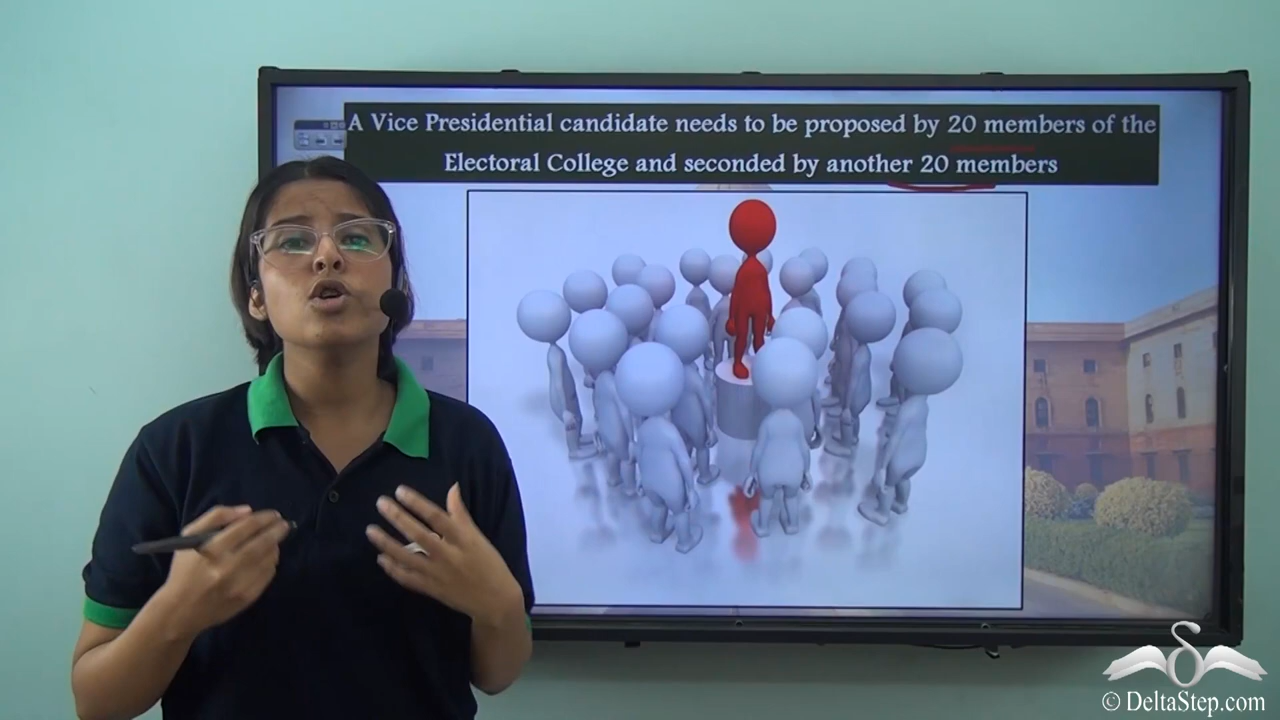 A Vice Presidential candidate needs to be proposed by 20 members of the
Electoral College and seconded by another 20 members
© DeltaStep.com